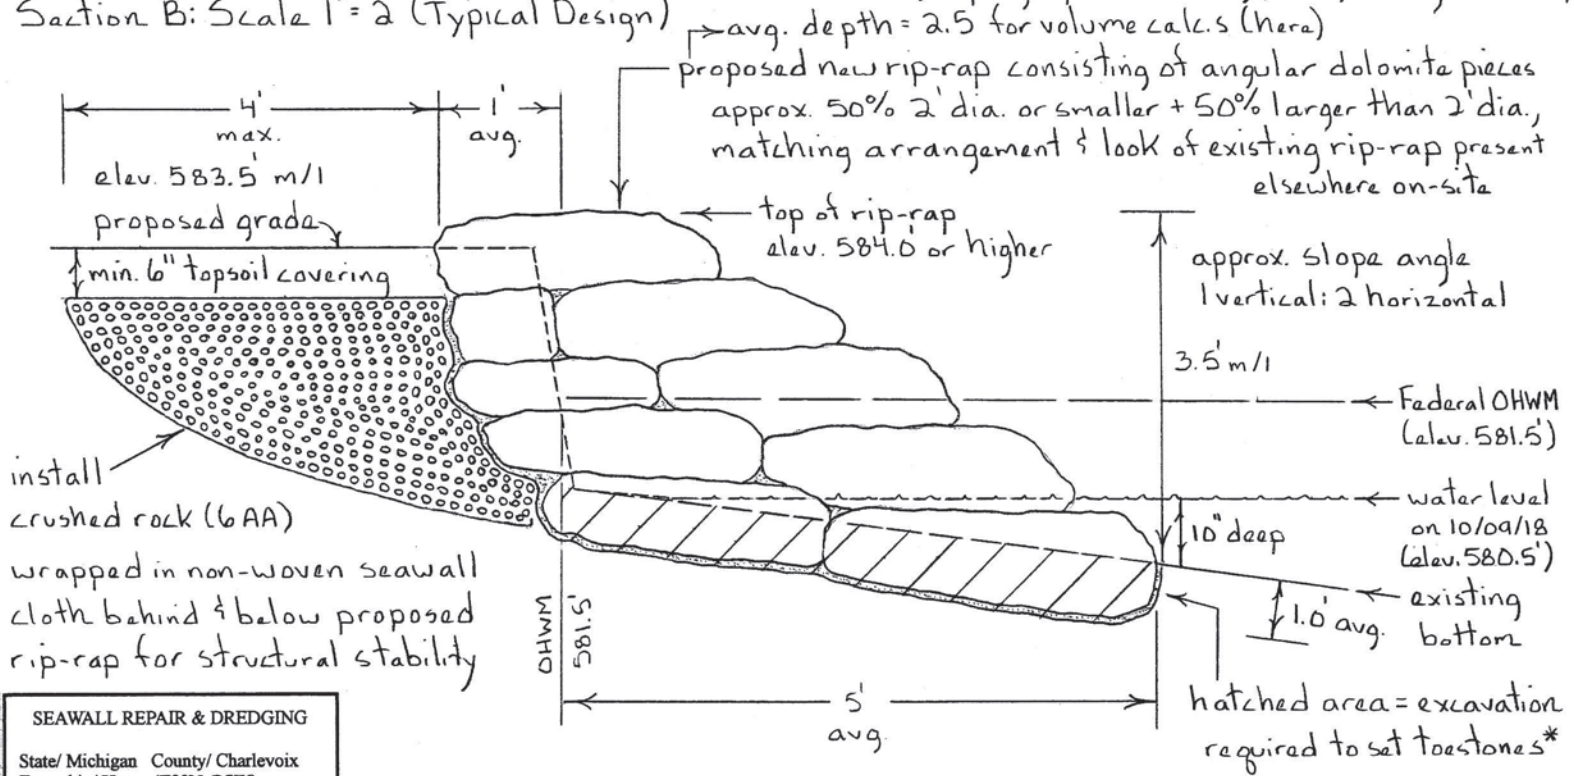 Section B: Scale 1" = 2' (Typical Design)
avg. depth = 2.5' for volume calc.s (here)
proposed new rip-rap consisting of angular dolomite pieces
approx. 50% 2' dia. or smaller + 50% larger than 2' dia.,
matching arrangement & look of existing rip-rap present
elsewhere on-site
4'
max.
1'
avg.
elev. 583.5' m/l
proposed grade
min. 6" topsoil covering
top of rip-rap
elev. 584.0' or higher
approx. slope angle
1 vertical: 2 horizontal
3.5' m/l
Federal OHWM
(elev. 581.5')
water level
on 10/09/18
(elev. 580.5')
10" deep
existing
bottom
1.0' avg.
install
crushed rock (6AA)
wrapped in non-woven seawall
cloth behind & below proposed
rip-rap for structural stability
OHWM
581.5'
5'
avg.
hatched area = excavation
required to set toestones*
SEAWALL REPAIR & DREDGING
State/ Michigan County/ Charlevoix